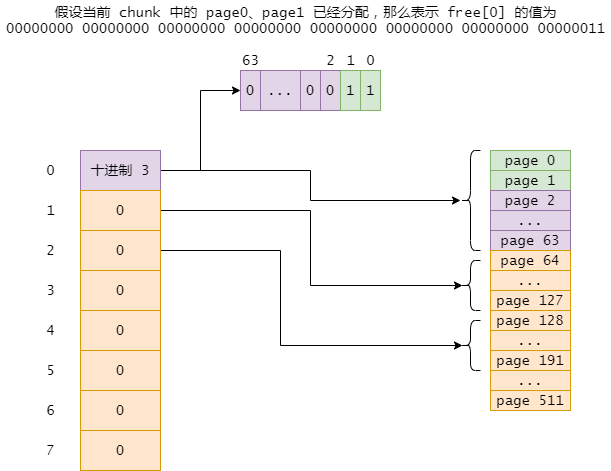 假设当前 chunk 中的 page0、page1 已经分配，那么表示 free[0] 的值为
00000000 00000000 00000000 00000000 00000000 00000000 00000000 00000011
63 2 1 0
0 ... 0 0 1 1
0 十进制 3
1 0
2 0
3 0
4 0
5 0
6 0
7 0
page 0
page 1
page 2
...
page 63
page 64
...
page 127
page 128
...
page 191
...
page 511